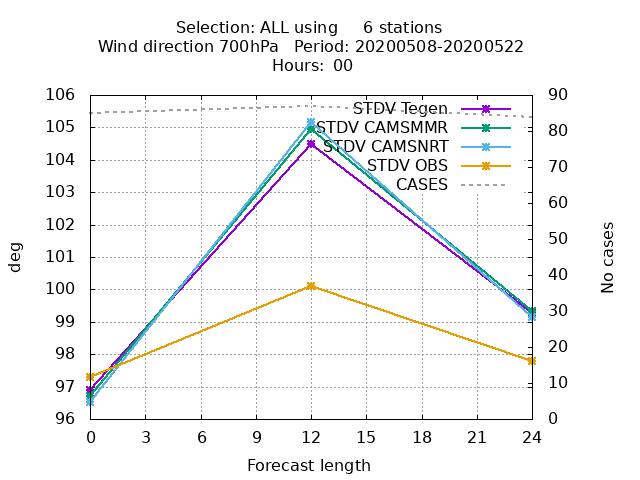 Selection: ALL using     6 stations
Wind direction 700hPa   Period: 20200508-20200522
Hours:  00
106
105
104
103
102
101
100
99
98
97
96
deg
90
80
70
60
50
40
30
20
10
0
No cases
STDV Tegen
STDV CAMSMMR
STDV CAMSNRT
STDV OBS
CASES
0 3 6 9 12 15 18 21 24
Forecast length